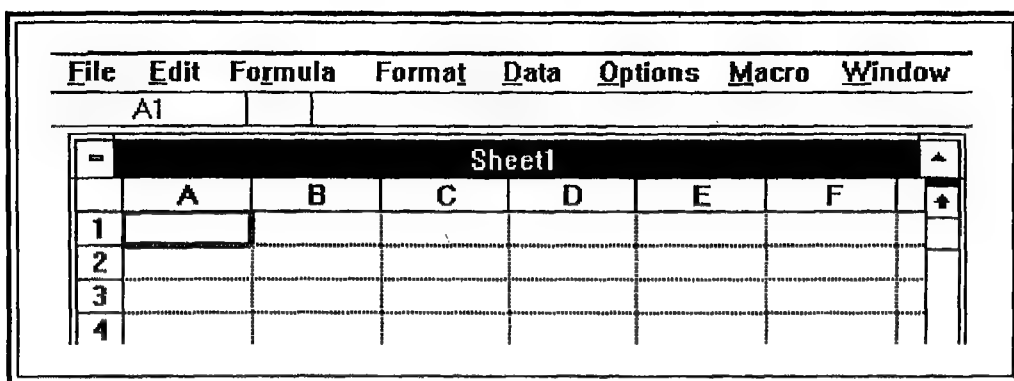 File Edit Formula Format Data Options Macro Window
A1
Sheet1
A B C D E F
1
2
3
4